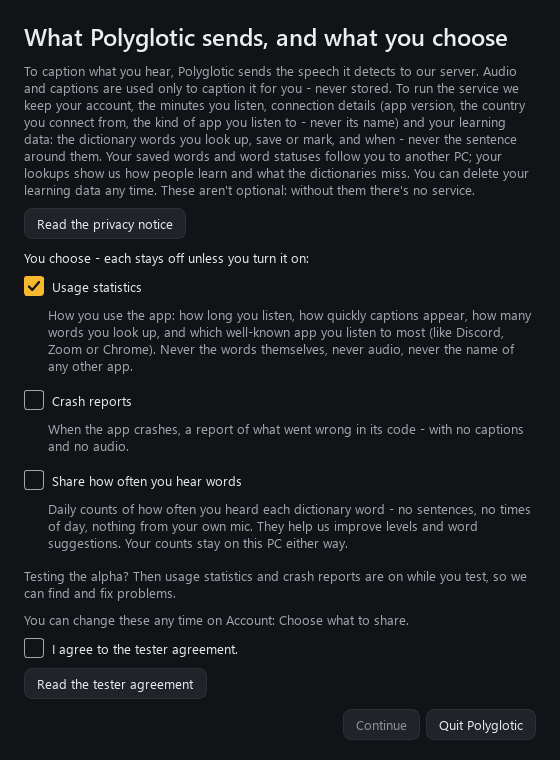 What Polyglotic sends, and what you choose
To caption what you hear, Polyglotic sends the speech it detects to our server. Audio
and captions are used only to caption it for you - never stored. To run the service we
keep your account, the minutes you listen, connection details (app version, the country
you connect from, the kind of app you listen to - never its name) and your learning
data: the dictionary words you look up, save or mark, and when - never the sentence
around them. Your saved words and word statuses follow you to another PC; your
lookups show us how people learn and what the dictionaries miss. You can delete your
learning data any time. These aren't optional: without them there's no service.
Read the privacy notice
You choose - each stays off unless you turn it on:
Usage statistics
How you use the app: how long you listen, how quickly captions appear, how many
words you look up, and which well-known app you listen to most (like Discord,
Zoom or Chrome). Never the words themselves, never audio, never the name of
any other app.
Crash reports
When the app crashes, a report of what went wrong in its code - with no captions
and no audio.
Share how often you hear words
Daily counts of how often you heard each dictionary word - no sentences, no times
of day, nothing from your own mic. They help us improve levels and word
suggestions. Your counts stay on this PC either way.
Testing the alpha? Then usage statistics and crash reports are on while you test, so we
can find and fix problems.
You can change these any time on Account: Choose what to share.
I agree to the tester agreement.
Read the tester agreement
Continue
Quit Polyglotic